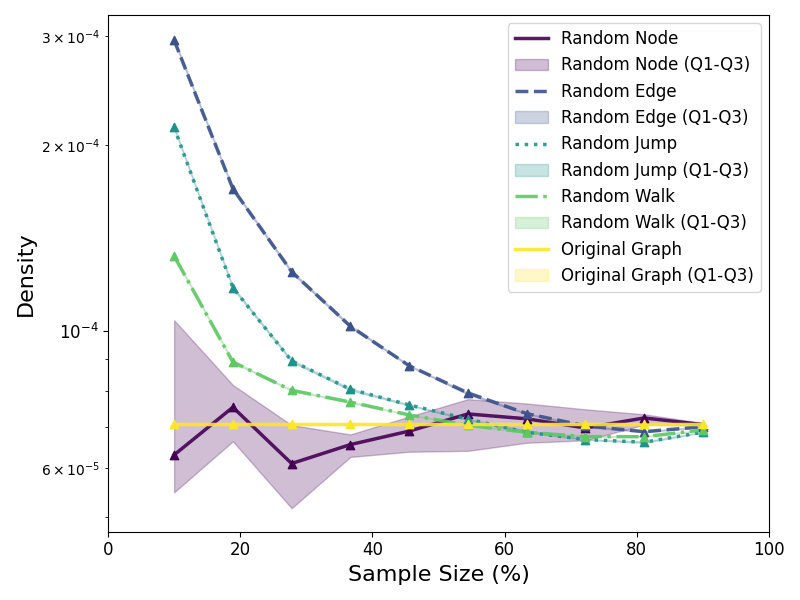 3 × 10⁻⁴
2 × 10⁻⁴
10⁻⁴
6 × 10⁻⁵
Density
0 20 40 60 80 100
Sample Size (%)
Random Node
Random Node (Q1-Q3)
Random Edge
Random Edge (Q1-Q3)
Random Jump
Random Jump (Q1-Q3)
Random Walk
Random Walk (Q1-Q3)
Original Graph
Original Graph (Q1-Q3)